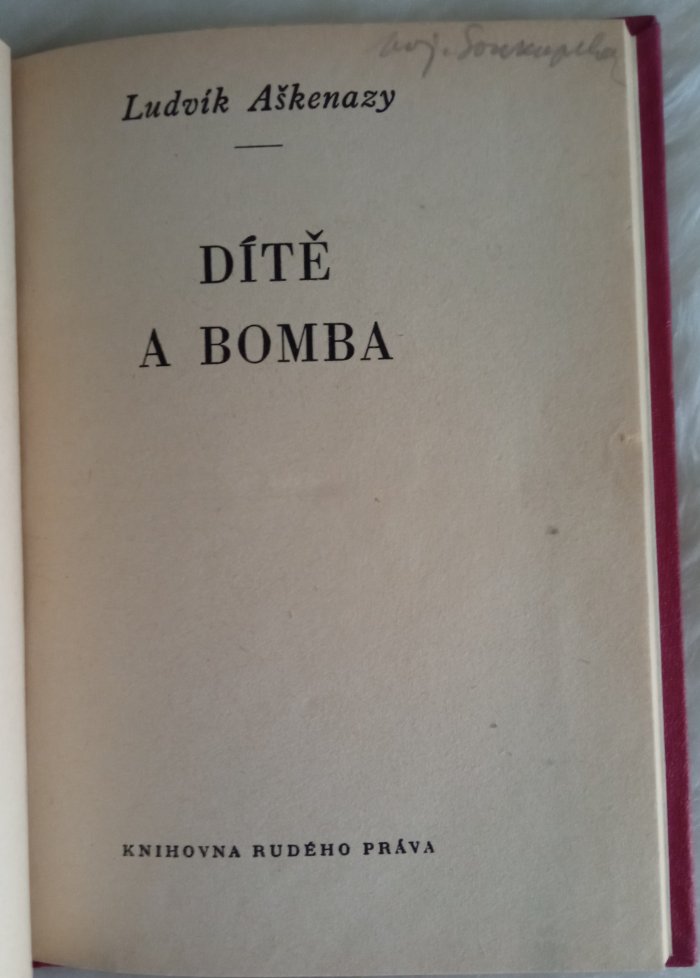 Ludvík Aškenazy
DÍTĚ
A BOMBA
KNIHOVNA RUDÉHO PRÁVA